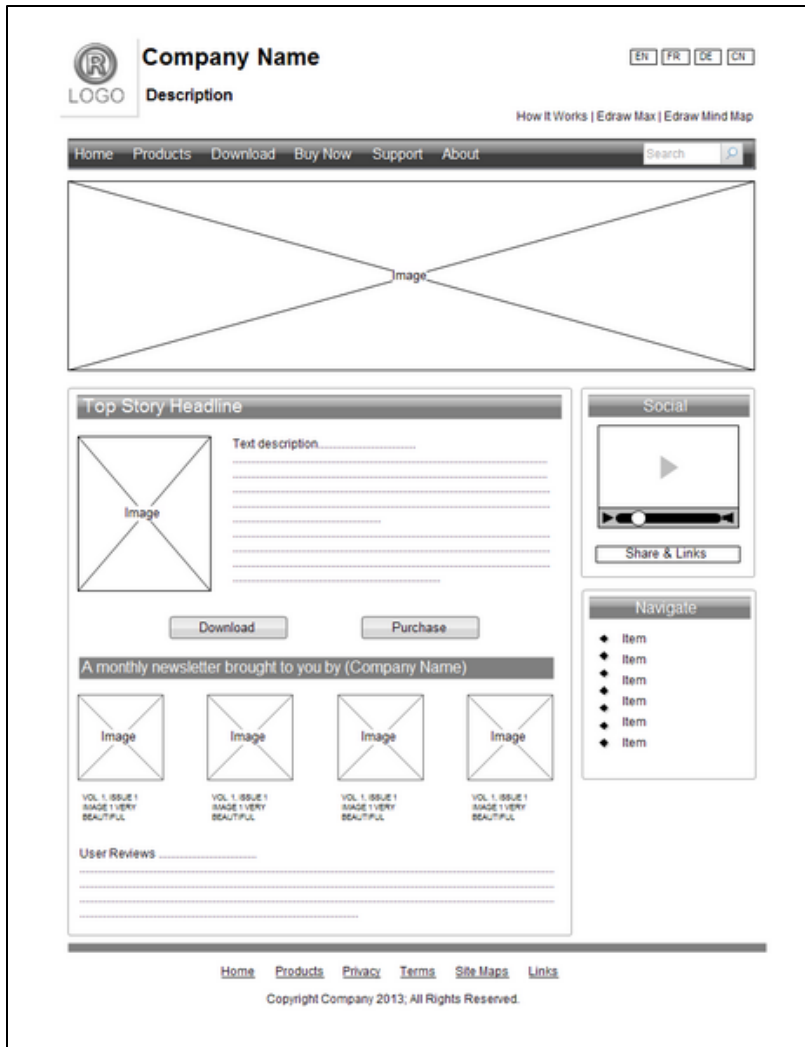 ®
LOGO
Company Name
Description
EN FR DE CN
How It Works | Edraw Max | Edraw Mind Map
Home Products Download Buy Now Support About Search
Image
Top Story Headline
Image
Text description
Download Purchase
A monthly newsletter brought to you by (Company Name)
Image Image Image Image
VOL 1, ISSUE 1 VOL 1, ISSUE 1 VOL 1, ISSUE 1 VOL 1, ISSUE 1
IMAGE 1 VERY IMAGE 1 VERY IMAGE 1 VERY IMAGE 1 VERY
BEAUTIFUL BEAUTIFUL BEAUTIFUL BEAUTIFUL
User Reviews
Social
Share & Links
Navigate
Item
Item
Item
Item
Item
Item
Home Products Privacy Terms Site Maps Links
Copyright Company 2013; All Rights Reserved.